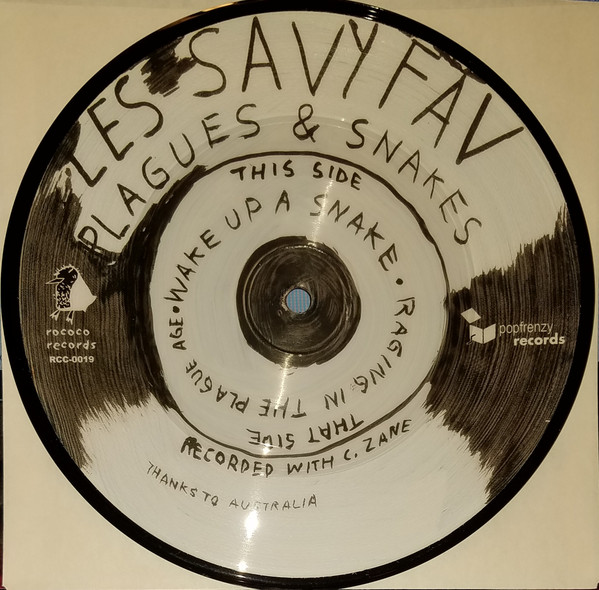 LES SAVY FAV
PLAGUES & SNAKES
THIS SIDE
WAKE UP A SNAKE •
RAGING IN THE PLAGUE AGE •
THAT SIDE
rococo
records
RCC-0019
popfrenzy
records
RECORDED WITH C. ZANE
THANKS TO AUSTRALIA